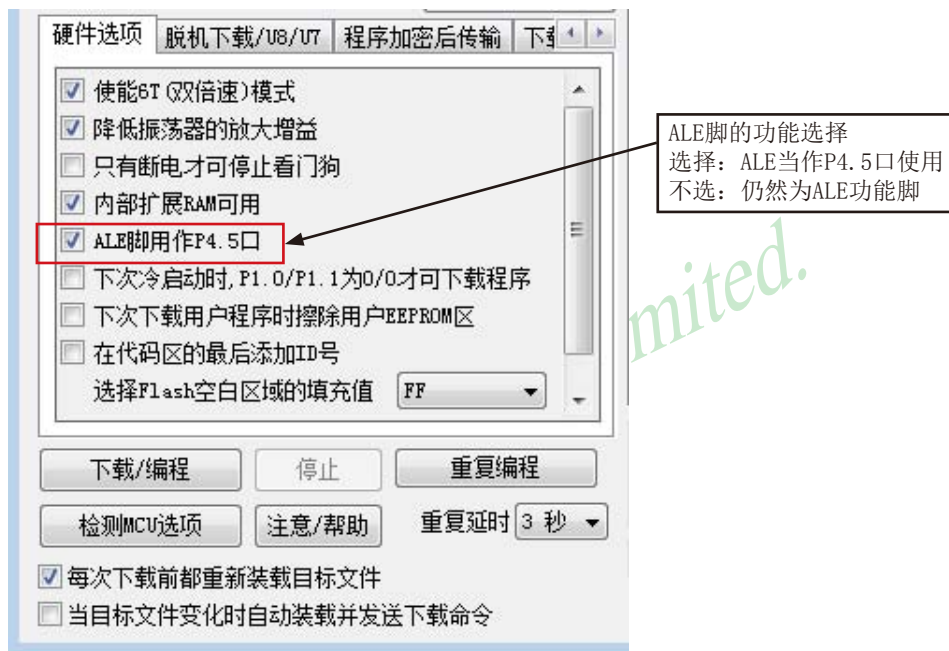 硬件选项 脱机下载/U8/U7 程序加密后传输
使能6T(双倍速)模式
降低振荡器的放大增益
只有断电才可停止看门狗
内部扩展RAM可用
ALE脚用作P4.5口
下次冷启动时,P1.0/P1.1为0/0才可下载程序
下次下载用户程序时擦除用户EEPROM区
在代码区的最后添加ID号
选择Flash空白区域的填充值 FF
ALE脚的功能选择
选择：ALE当作P4.5口使用
不选：仍然为ALE功能脚
mited.
下载/编程 停止 重复编程
检测MCU选项 注意/帮助 重复延时 3 秒
每次下载前都重新装载目标文件
当目标文件变化时自动装载并发送下载命令